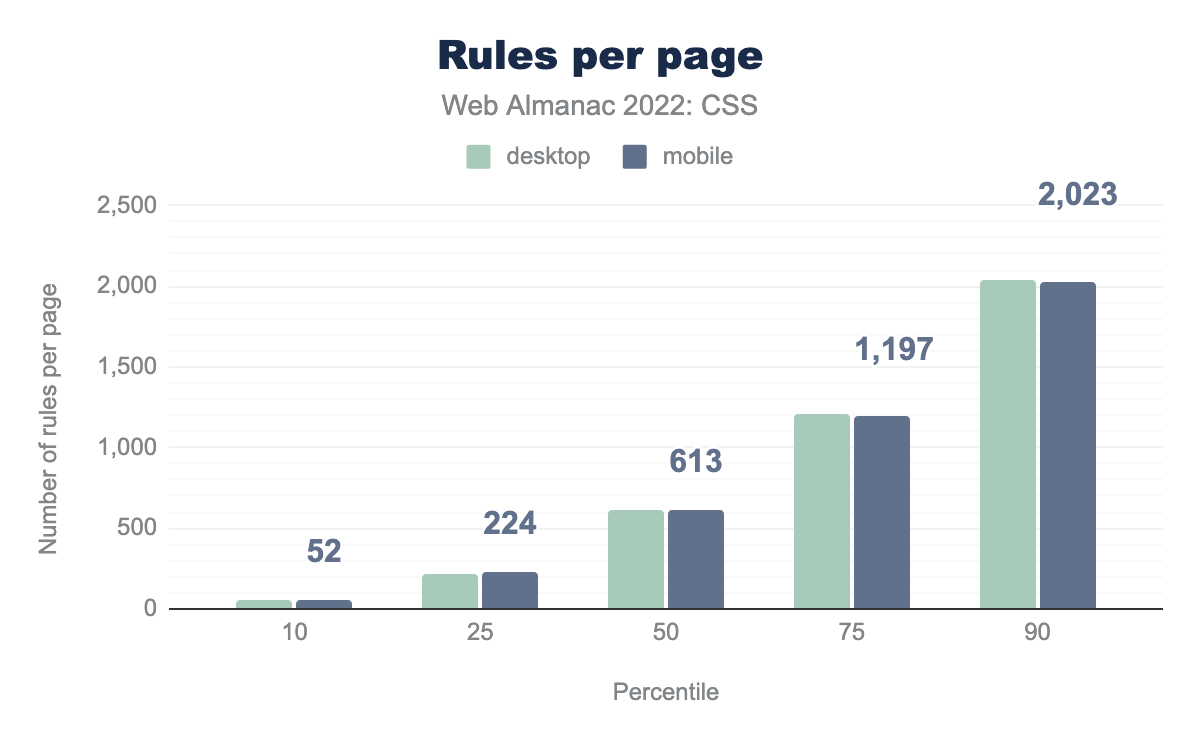 Rules per page
Web Almanac 2022: CSS
desktop mobile
Number of rules per page
2,500
2,000
1,500
1,000
500
0
52
224
613
1,197
2,023
10 25 50 75 90
Percentile